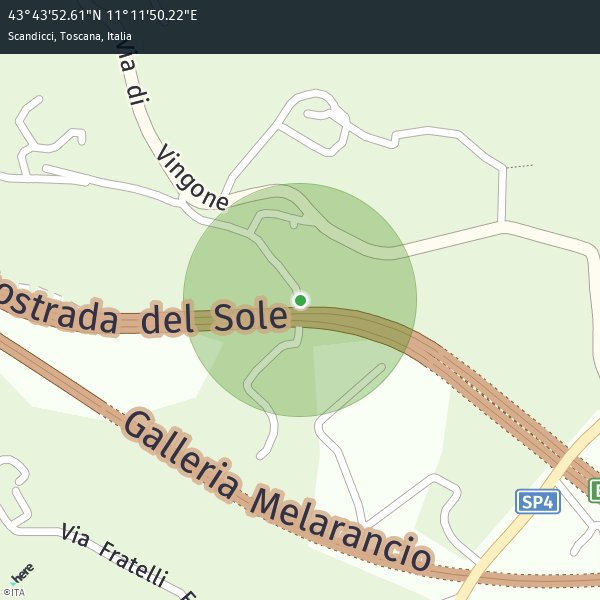 43°43'52.61"N 11°11'50.22"E
Scandicci, Toscana, Italia
Via di
Vingone
ostrada del Sole
Galleria Melarancio
SP4
E
Via Fratelli
here
©ITA